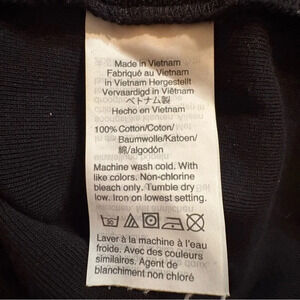 Made in Vietnam
Fabriqué au Vietnam
In Vietnam Hergestellt
Vervaardigd in Viëtnam
ベトナム製
Hecho en Vietnam
100% Cotton/Coton/
Baumwolle/Katoen/
綿/algodón
Machine wash cold. With
like colors. Non-chlorine
bleach only. Tumble dry
low. Iron on lowest setting.
Laver à la machine à l'eau
froide. Avec des couleurs
similaires. Agent de
blanchiment non chloré